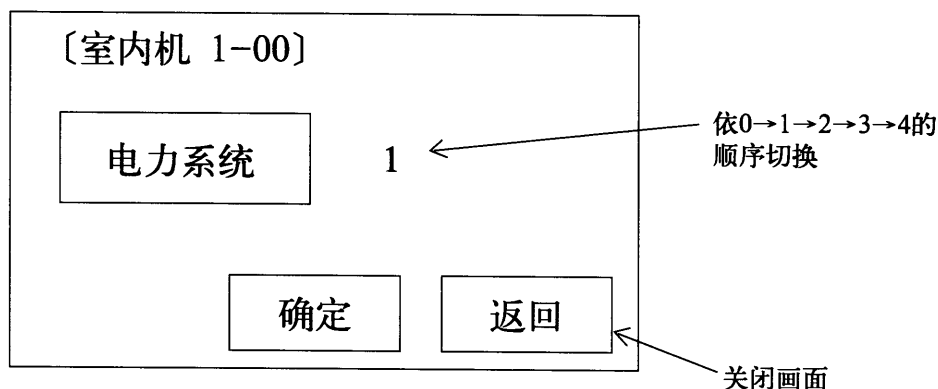 〔室内机 1-00〕
电力系统 1
依0→1→2→3→4的
顺序切换
确定 返回
关闭画面